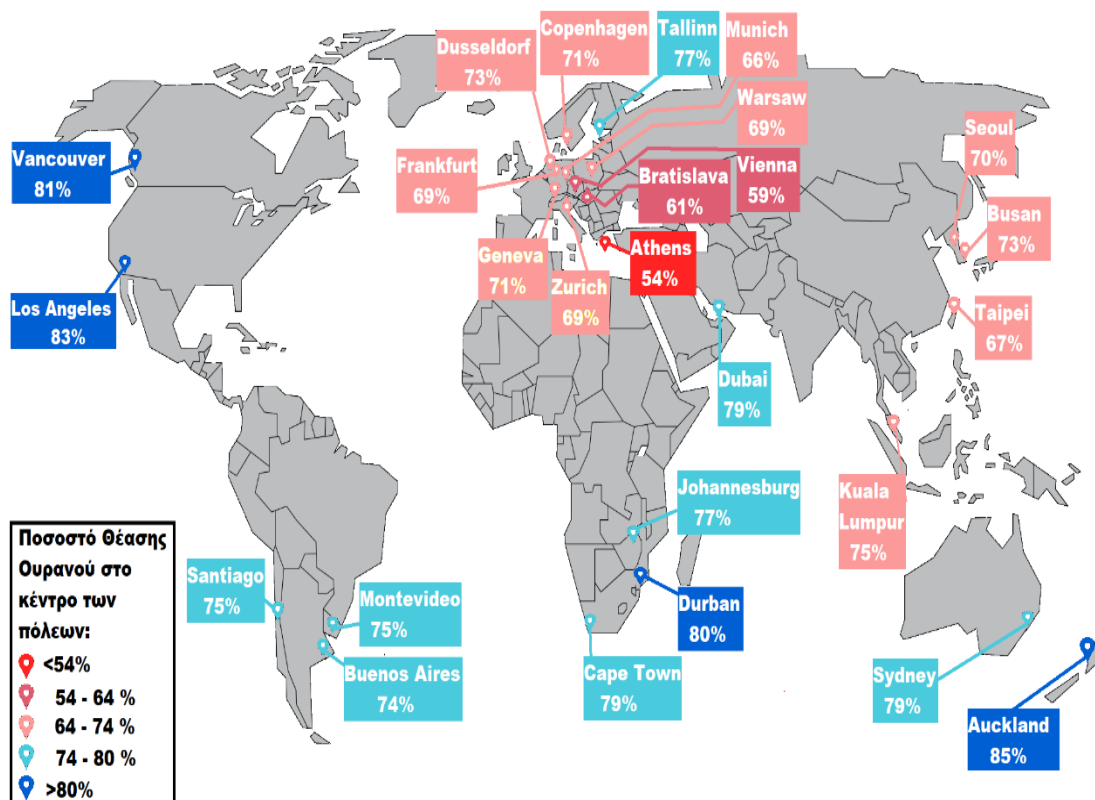 Copenhagen
71%
Tallinn
77%
Munich
66%
Dusseldorf
73%
Warsaw
69%
Seoul
70%
Vancouver
81%
Frankfurt
69%
Bratislava
61%
Vienna
59%
Busan
73%
Geneva
71%
Athens
54%
Zurich
69%
Los Angeles
83%
Taipei
67%
Dubai
79%
Johannesburg
77%
Kuala
Lumpur
75%
Santiago
75%
Montevideo
75%
Durban
80%
Buenos Aires
74%
Cape Town
79%
Sydney
79%
Auckland
85%
Ποσοστό Θέασης
Ουρανού στο
κέντρο των
πόλεων:
<54%
54 - 64 %
64 - 74 %
74 - 80 %
>80%